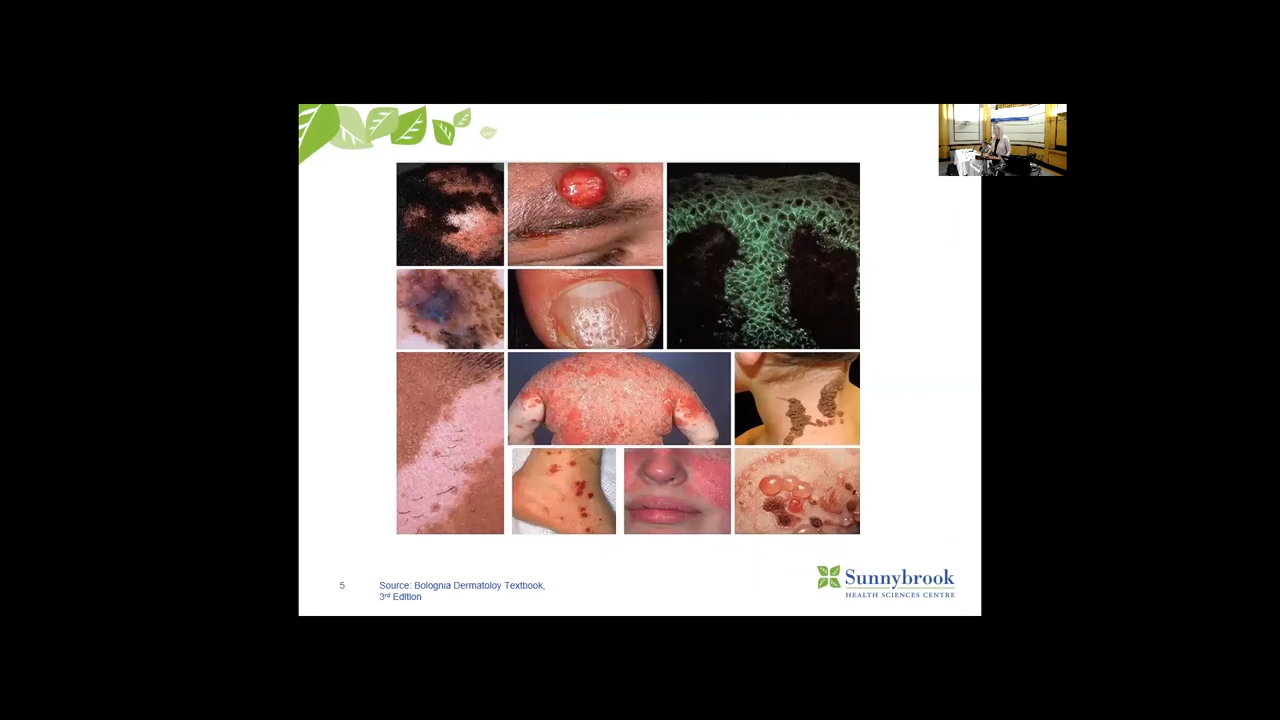 5
Source: Bolognia Dermatoloy Textbook,
3rd Edition
Sunnybrook
HEALTH SCIENCES CENTRE